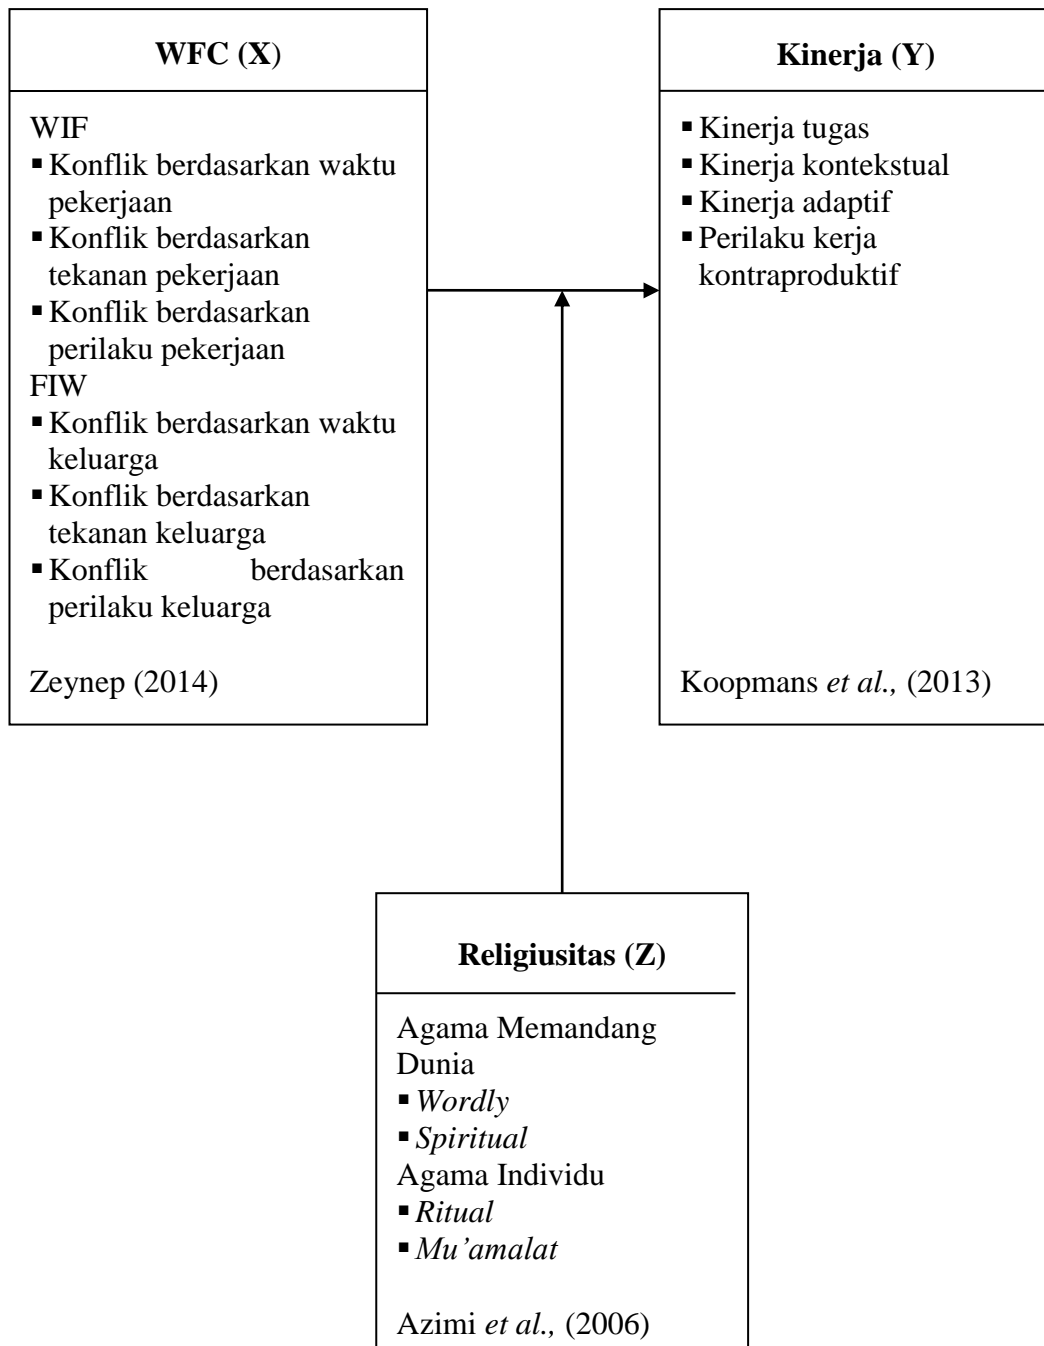 WFC (X)
WIF
▪ Konflik berdasarkan waktu
pekerjaan
▪ Konflik berdasarkan
tekanan pekerjaan
▪ Konflik berdasarkan
perilaku pekerjaan
FIW
▪ Konflik berdasarkan waktu
keluarga
▪ Konflik berdasarkan
tekanan keluarga
▪ Konflik berdasarkan
perilaku keluarga
Zeynep (2014)
Kinerja (Y)
▪ Kinerja tugas
▪ Kinerja kontekstual
▪ Kinerja adaptif
▪ Perilaku kerja
kontraproduktif
Koopmans et al., (2013)
Religiusitas (Z)
Agama Memandang
Dunia
▪ Wordly
▪ Spiritual
Agama Individu
▪ Ritual
▪ Mu’amalat
Azimi et al., (2006)